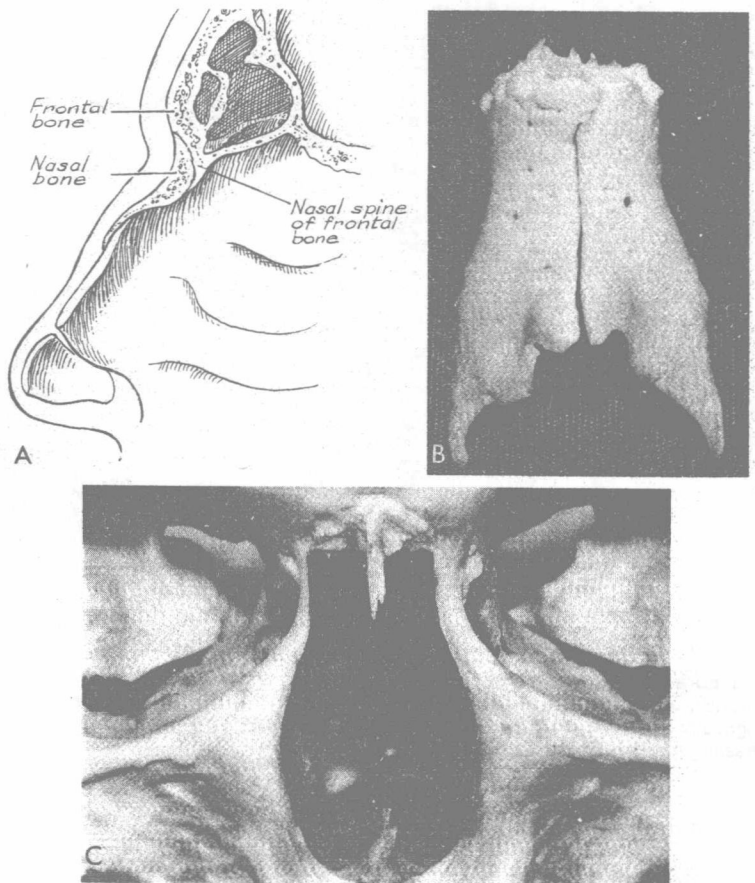 Frontal
bone
Nasal
bone
Nasal spine
of frontal
bone
A
B
C